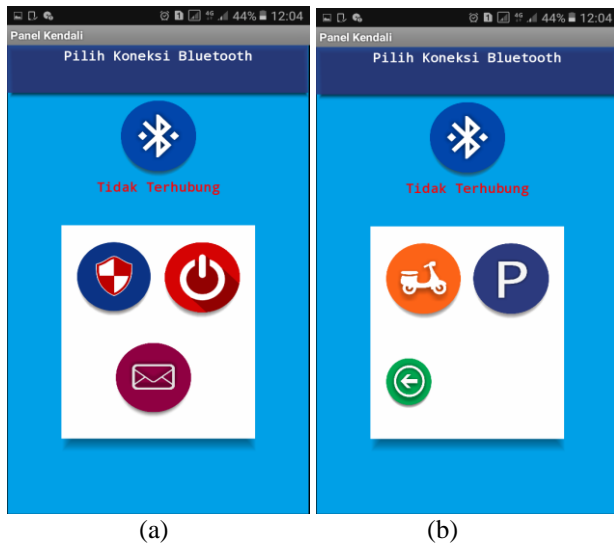 44% 12:04
Panel Kendali
Pilih Koneksi Bluetooth
Tidak Terhubung
(a)
44% 12:04
Panel Kendali
Pilih Koneksi Bluetooth
Tidak Terhubung
P
(b)